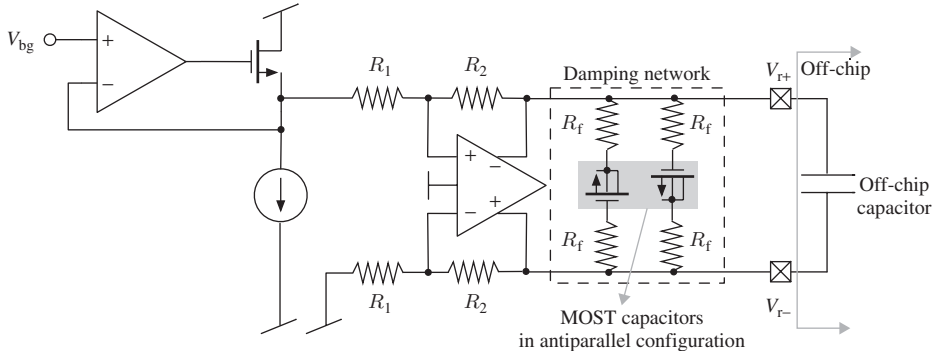 V_bg
+
−
R_1
R_2
Damping network
R_f
R_f
V_r+
Off-chip
+
−
−
+
R_f
R_f
Off-chip
capacitor
R_1
R_2
V_r−
MOST capacitors
in antiparallel configuration